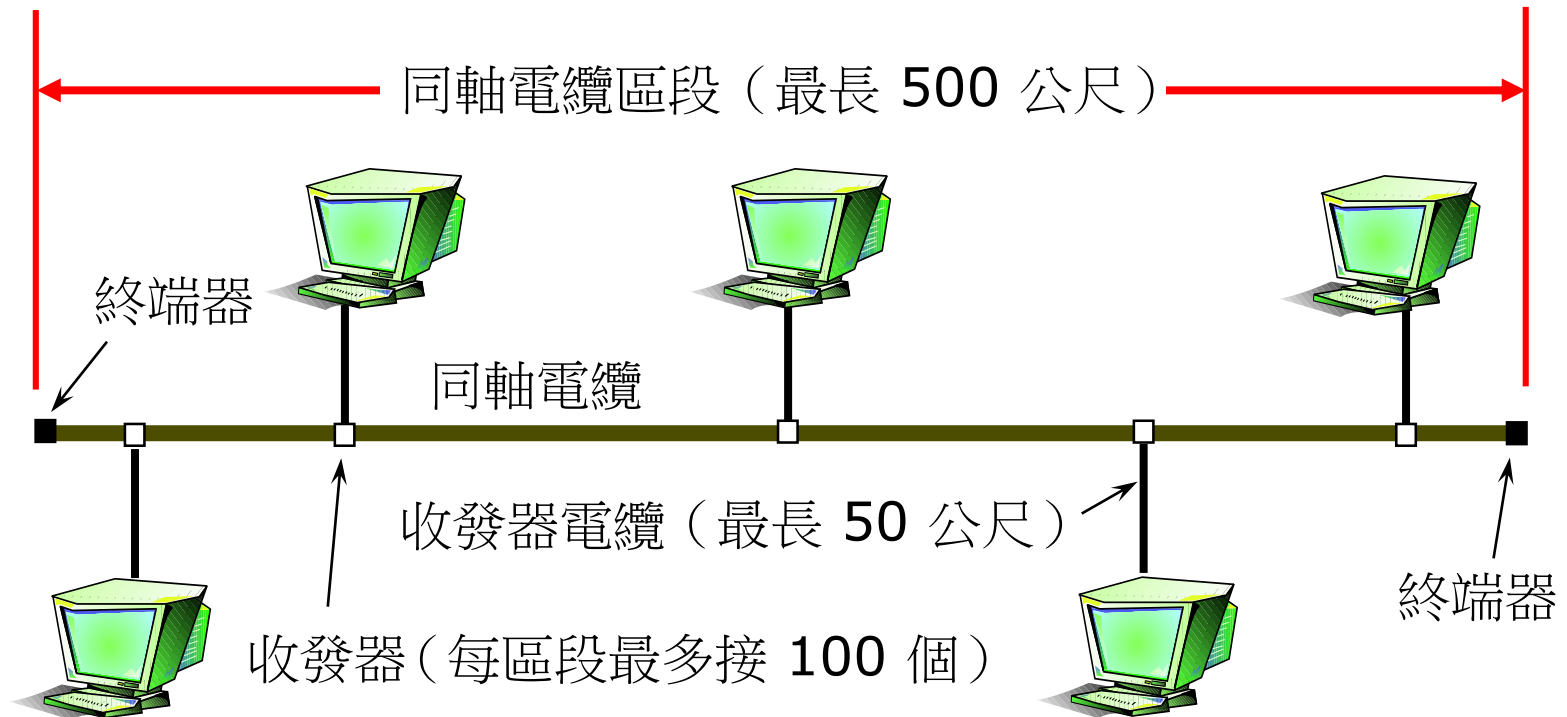 同軸電纜區段（最長 500 公尺）
終端器
同軸電纜
收發器電纜（最長 50 公尺）
終端器
收發器（每區段最多接 100 個）